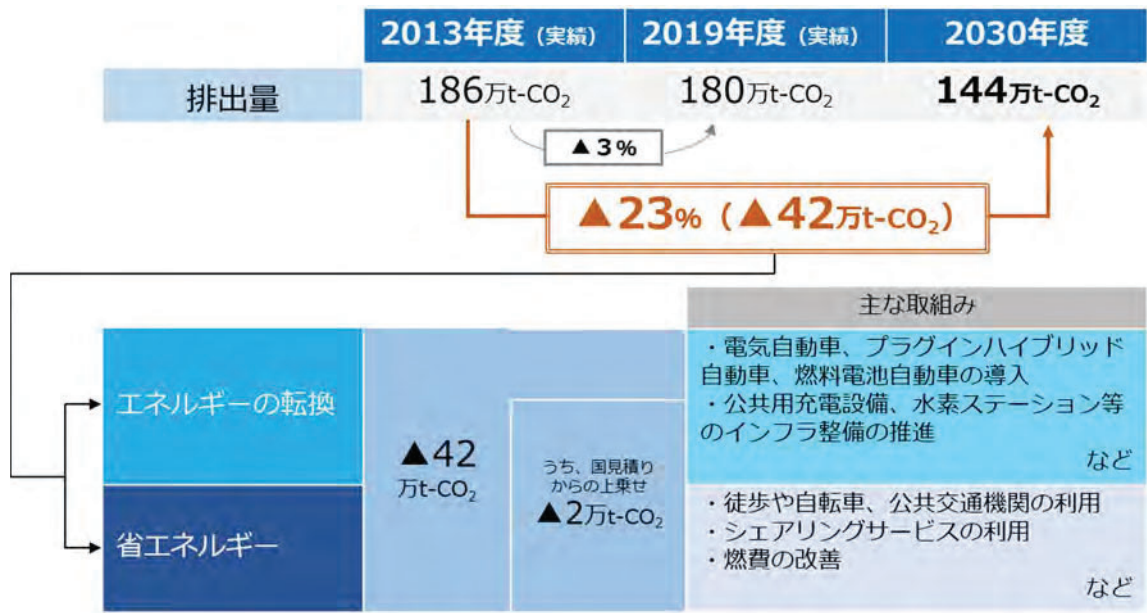 2013年度（実績） 2019年度（実績） 2030年度
排出量 186万t-CO₂ 180万t-CO₂ 144万t-CO₂
▲3%
▲23%（▲42万t-CO₂）
主な取組み
エネルギーの転換
▲42
万t-CO₂
うち、国見積り
からの上乗せ
▲2万t-CO₂
・電気自動車、プラグインハイブリッド
自動車、燃料電池自動車の導入
・公共用充電設備、水素ステーション等
のインフラ整備の推進
など
省エネルギー
・徒歩や自転車、公共交通機関の利用
・シェアリングサービスの利用
・燃費の改善
など